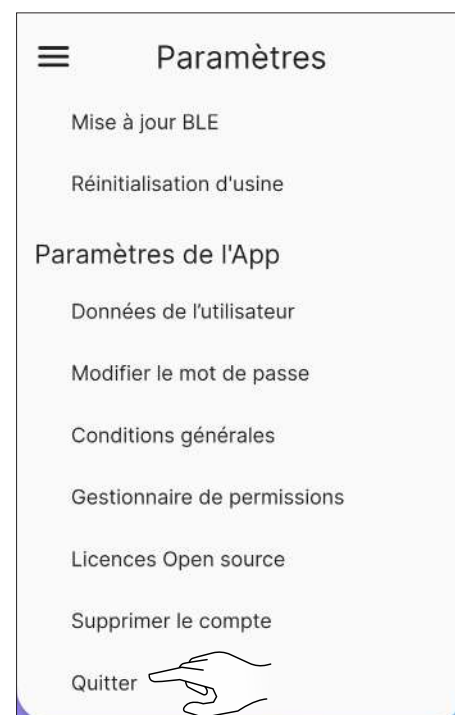 Paramètres
Mise à jour BLE
Réinitialisation d'usine
Paramètres de l'App
Données de l’utilisateur
Modifier le mot de passe
Conditions générales
Gestionnaire de permissions
Licences Open source
Supprimer le compte
Quitter